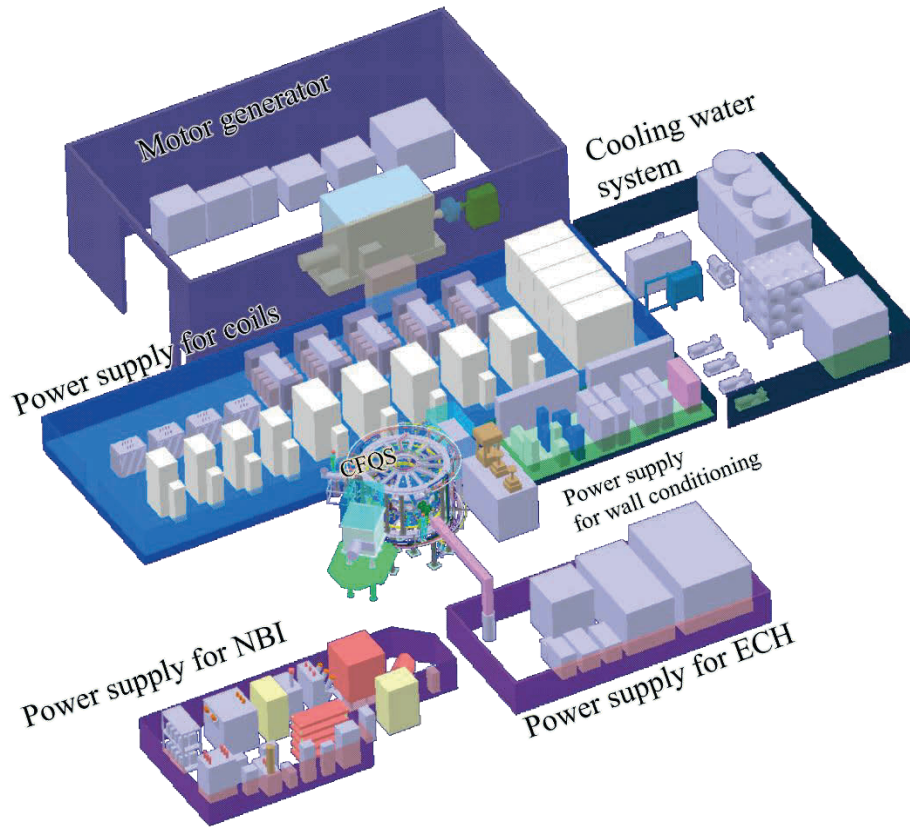 Motor generator
Cooling water
system
Power supply for coils
CFQS
Power supply
for wall conditioning
Power supply for NBI
Power supply for ECH